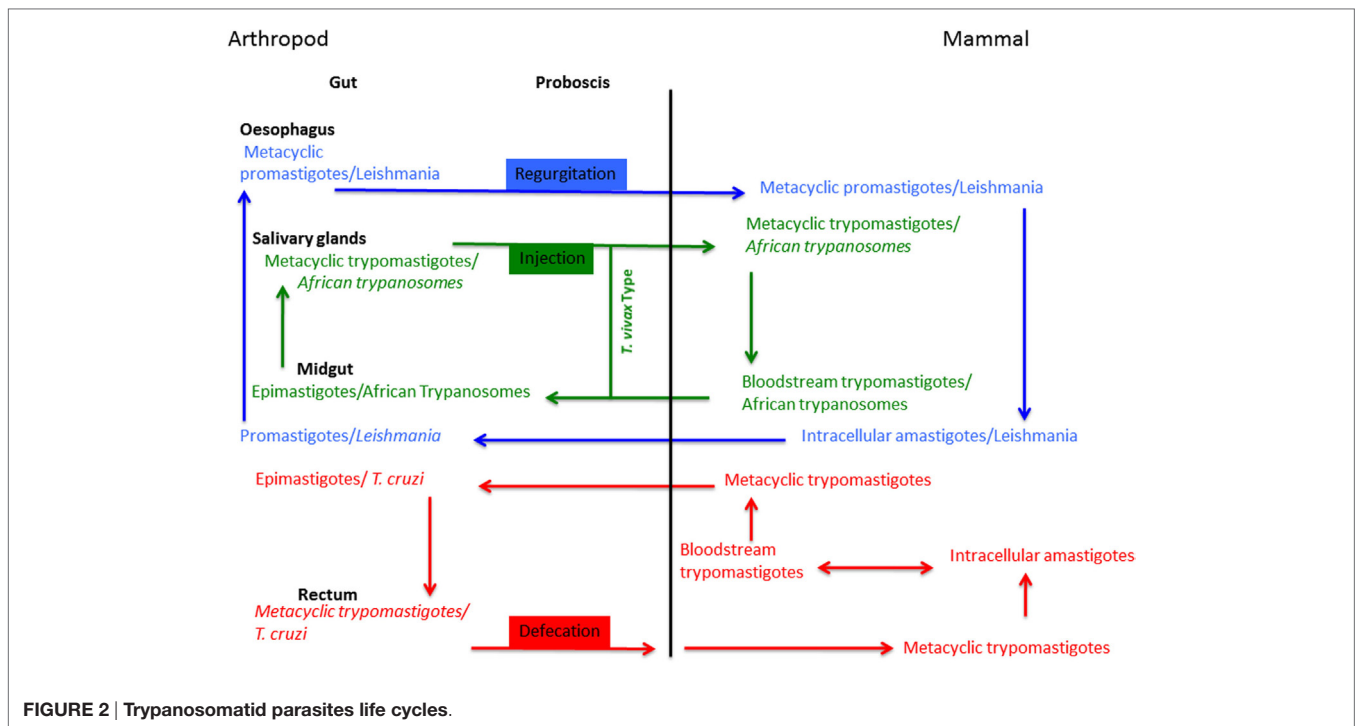 Arthropod
Mammal
Gut
Proboscis
Oesophagus
Metacyclic
promastigotes/Leishmania
Regurgitation
Metacyclic promastigotes/Leishmania
Salivary glands
Metacyclic trypomastigotes/
African trypanosomes
Injection
Metacyclic trypomastigotes/
African trypanosomes
T. vivax Type
Midgut
Epimastigotes/African Trypanosomes
Bloodstream trypomastigotes/
African trypanosomes
Promastigotes/Leishmania
Intracellular amastigotes/Leishmania
Epimastigotes/ T. cruzi
Metacyclic trypomastigotes
Bloodstream
trypomastigotes
Intracellular amastigotes
Rectum
Metacyclic trypomastigotes/
T. cruzi
Defecation
Metacyclic trypomastigotes
FIGURE 2 | Trypanosomatid parasites life cycles.